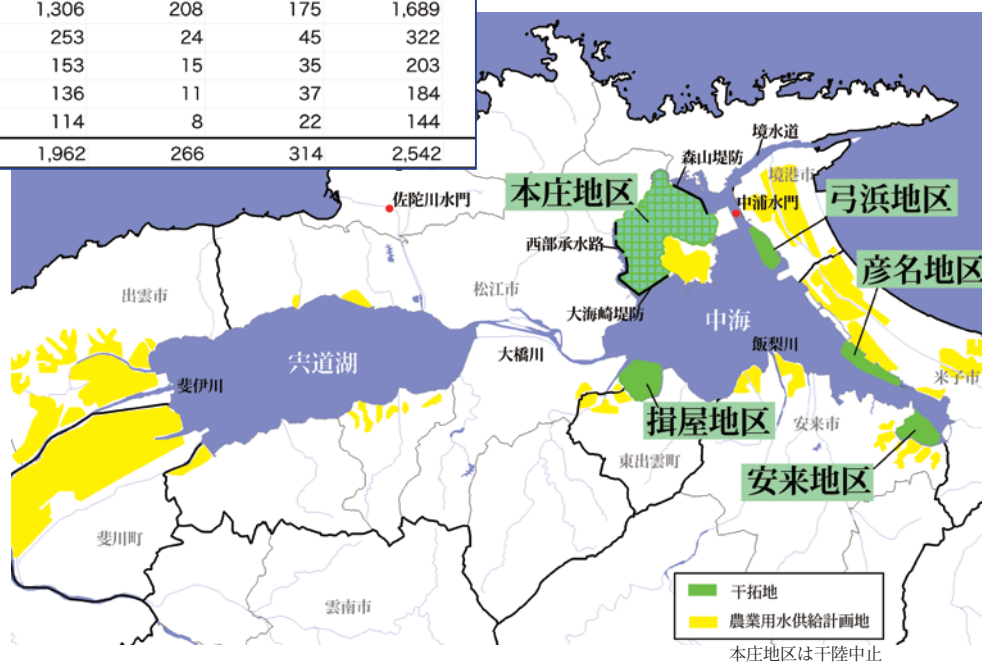 1,306 208 175 1,689
253 24 45 322
153 15 35 203
136 11 37 184
114 8 22 144
1,962 266 314 2,542
境水道
森山堤防
境港市
本庄地区
佐陀川水門
中浦水門
弓浜地区
西部承水路
彦名地区
出雲市
松江市
大海崎堤防
中海
宍道湖
大橋川
飯梨川
斐伊川
米子市
揖屋地区
安来市
東出雲町
安来地区
斐川町
雲南市
干拓地
農業用水供給計画地
本庄地区は干陸中止